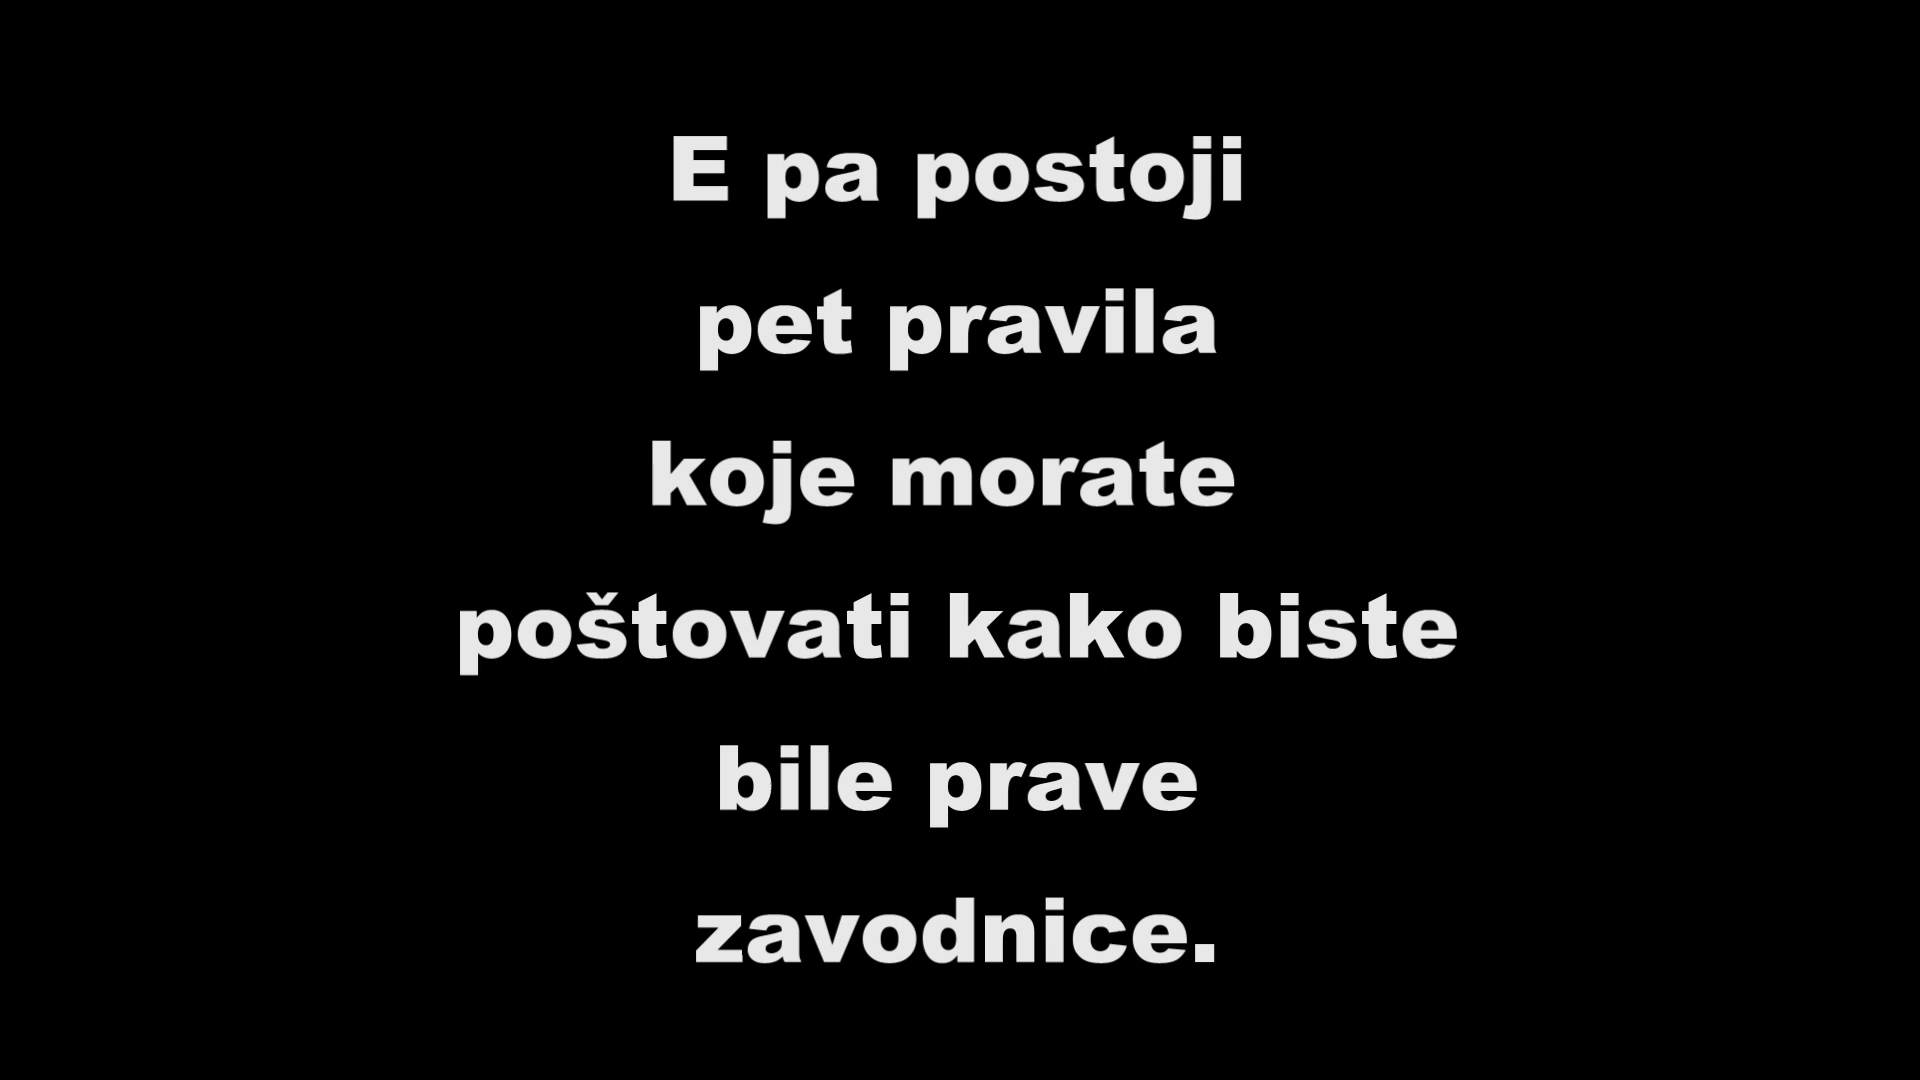 E pa postoji
pet pravila
koje morate
poštovati kako biste
bile prave
zavodnice.